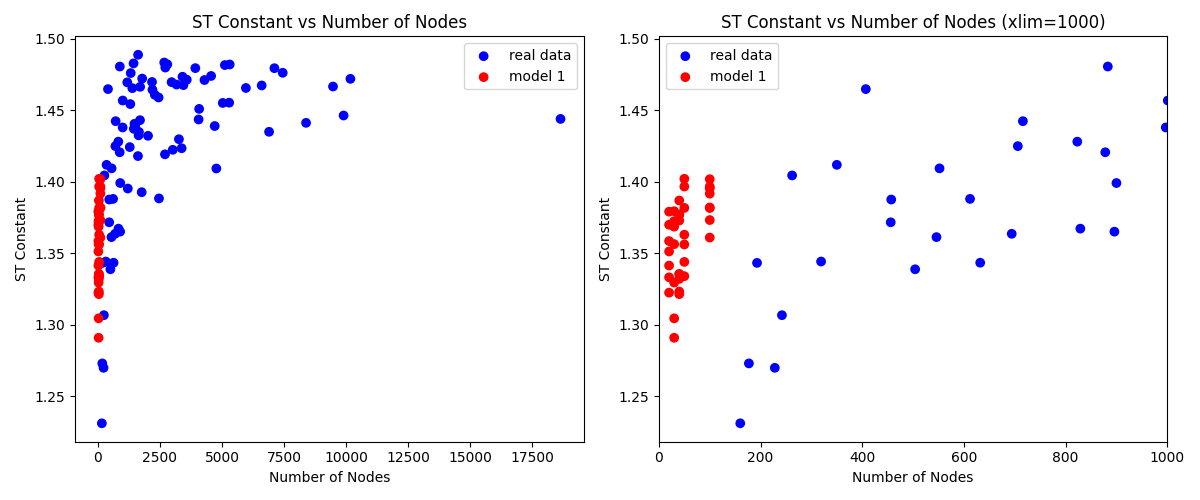 ST Constant vs Number of Nodes
1.50
1.45
1.40
1.35
1.30
1.25
ST Constant
real data
model 1
0
2500
5000
7500
10000
12500
15000
17500
Number of Nodes
ST Constant vs Number of Nodes (xlim=1000)
1.50
1.45
1.40
1.35
1.30
1.25
ST Constant
real data
model 1
0
200
400
600
800
1000
Number of Nodes